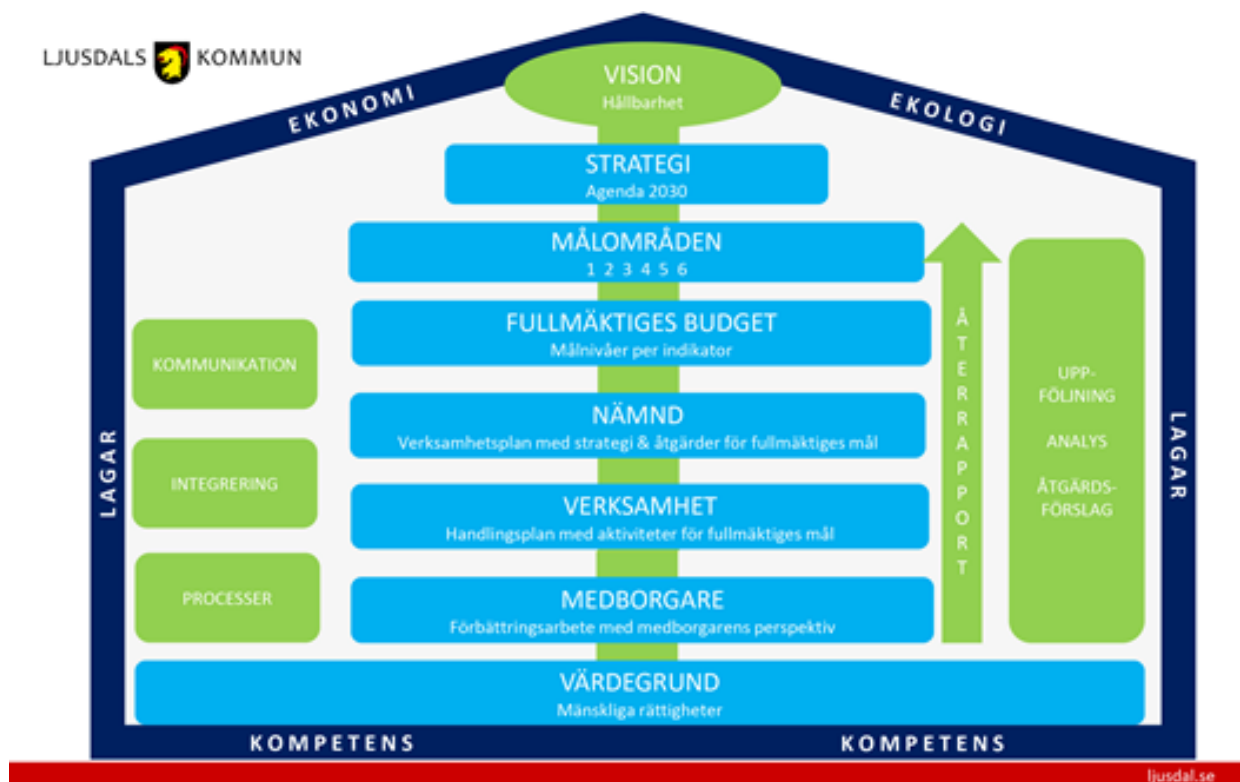 LJUSDALS KOMMUN
EKONOMI
EKOLOGI
VISION
Hållbarhet
STRATEGI
Agenda 2030
MÅLOMRÅDEN
1 2 3 4 5 6
FULLMÄKTIGES BUDGET
Målnivåer per indikator
NÄMND
Verksamhetsplan med strategi & åtgärder för fullmäktiges mål
VERKSAMHET
Handlingsplan med aktiviteter för fullmäktiges mål
MEDBORGARE
Förbättringsarbete med medborgarens perspektiv
VÄRDEGRUND
Mänskliga rättigheter
LAGAR
KOMMUNIKATION
INTEGRERING
PROCESSER
ÅTERRAPPORT
UPP-
FÖLJNING
ANALYS
ÅTGÄRDS-
FÖRSLAG
LAGAR
KOMPETENS
KOMPETENS
ljusdal.se